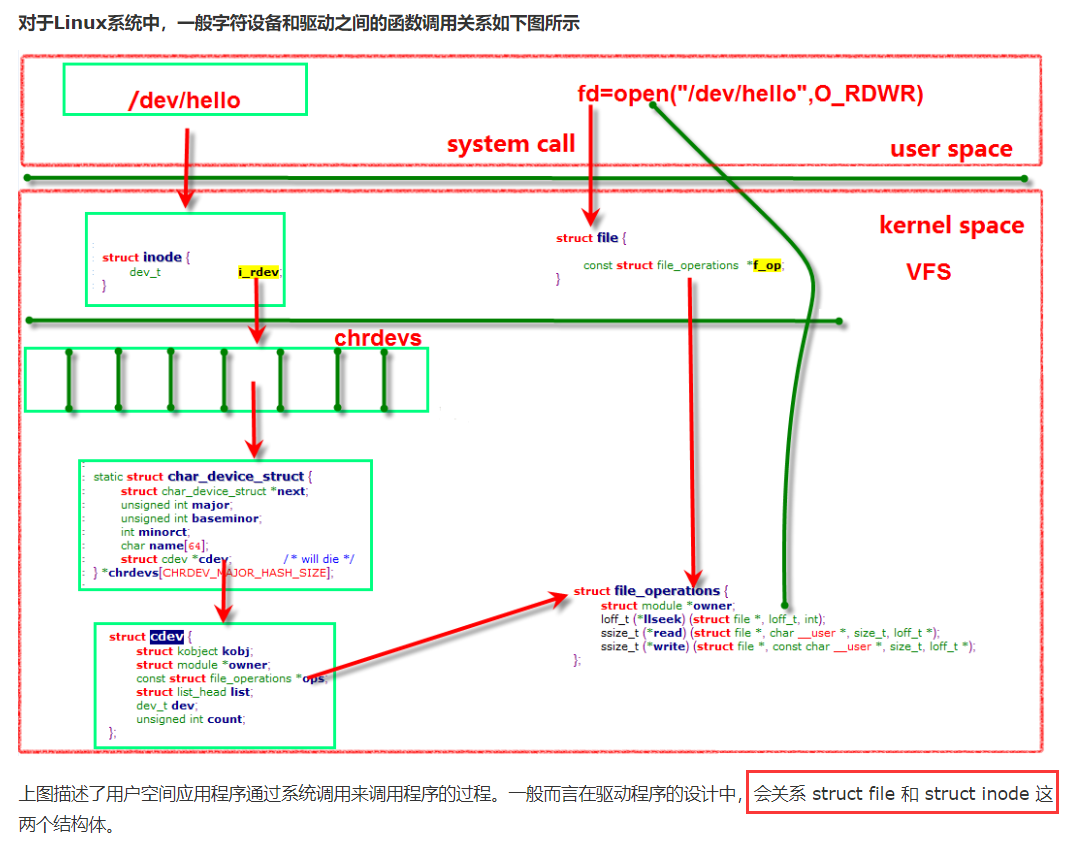 对于Linux系统中，一般字符设备和驱动之间的函数调用关系如下图所示
/dev/hello
fd=open("/dev/hello",O_RDWR)
system call
user space
kernel space
VFS
struct inode {
dev_t i_rdev;
}
struct file {
const struct file_operations *f_op;
}
chrdevs
static struct char_device_struct {
struct char_device_struct *next;
unsigned int major;
unsigned int baseminor;
int minorct;
char name[64];
struct cdev *cdev; /* will die */
} *chrdevs[CHRDEV_MAJOR_HASH_SIZE];
struct cdev {
struct kobject kobj;
struct module *owner;
const struct file_operations *ops;
struct list_head list;
dev_t dev;
unsigned int count;
};
struct file_operations {
struct module *owner;
loff_t (*llseek) (struct file *, loff_t, int);
ssize_t (*read) (struct file *, char __user *, size_t, loff_t *);
ssize_t (*write) (struct file *, const char __user *, size_t, loff_t *);
};
上图描述了用户空间应用程序通过系统调用来调用程序的过程。一般而言在驱动程序的设计中，会关系 struct file 和 struct inode 这
两个结构体。